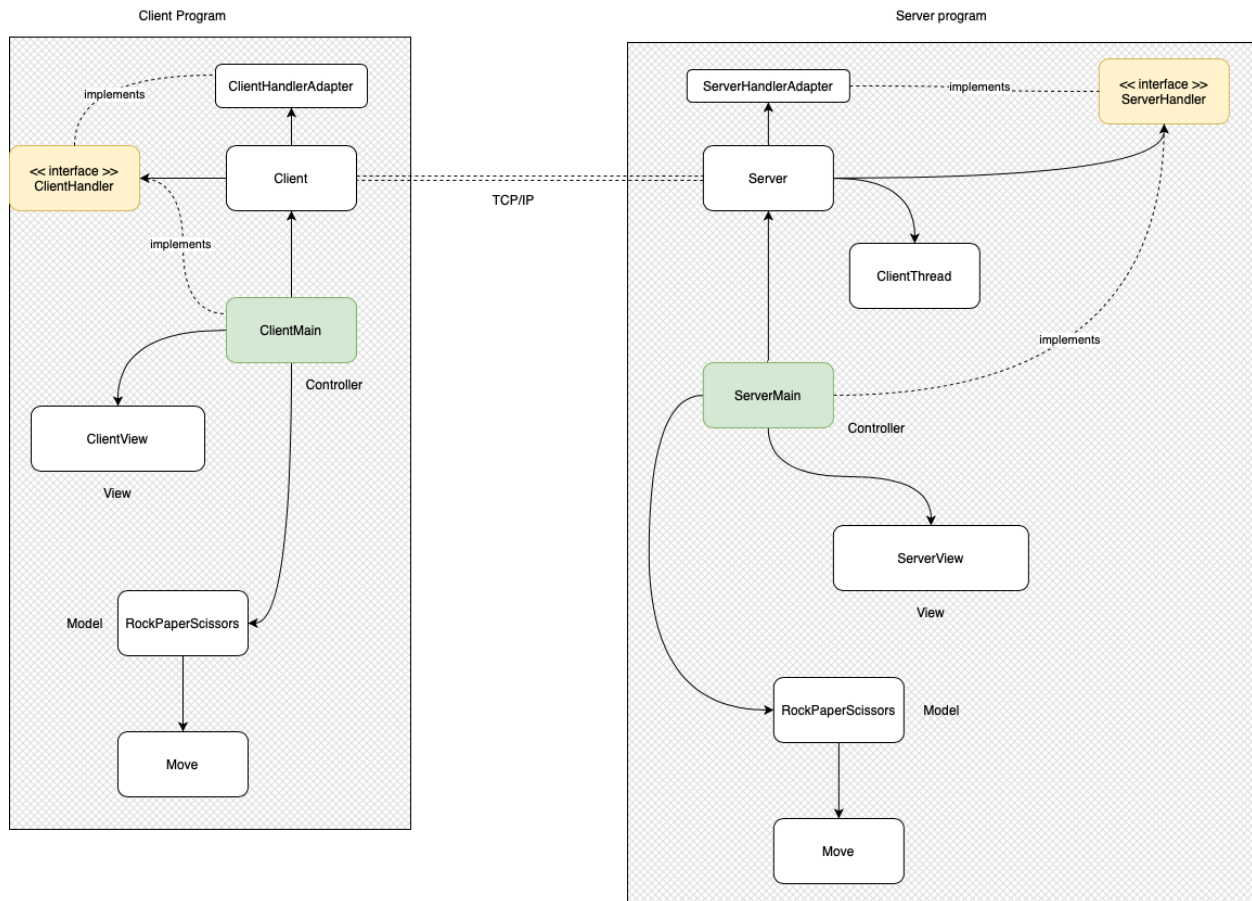 Client Program
ClientHandlerAdapter
implements
<< interface >>
ClientHandler
Client
implements
ClientMain
Controller
ClientView
View
Model
RockPaperScissors
Move
TCP/IP
Server program
ServerHandlerAdapter
implements
<< interface >>
ServerHandler
Server
ClientThread
implements
ServerMain
Controller
ServerView
View
RockPaperScissors
Model
Move